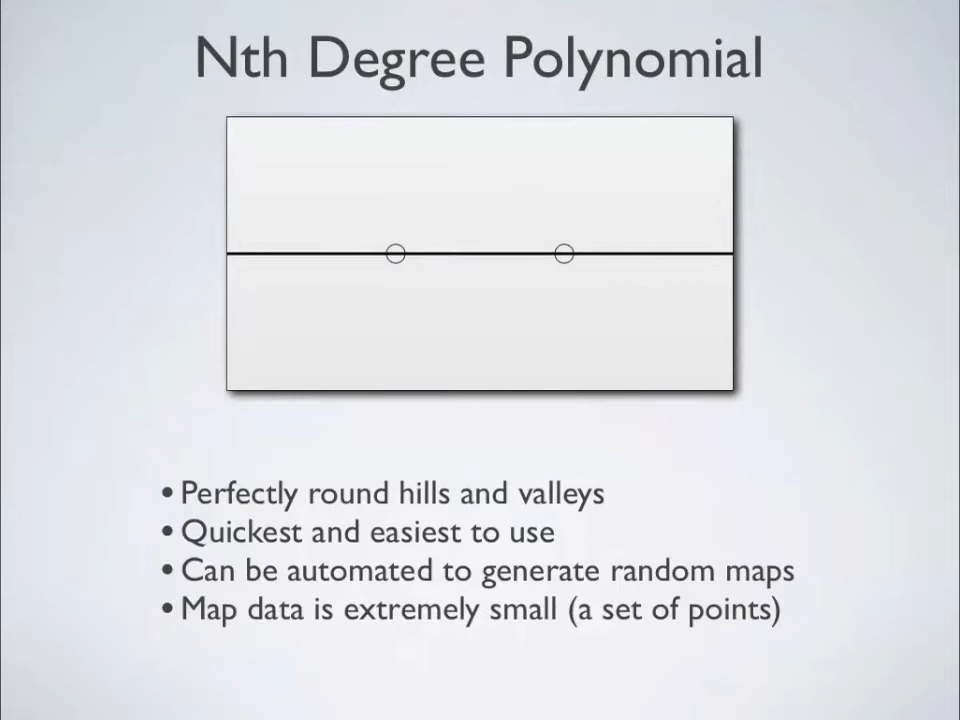 Nth Degree Polynomial
• Perfectly round hills and valleys
• Quickest and easiest to use
• Can be automated to generate random maps
• Map data is extremely small (a set of points)